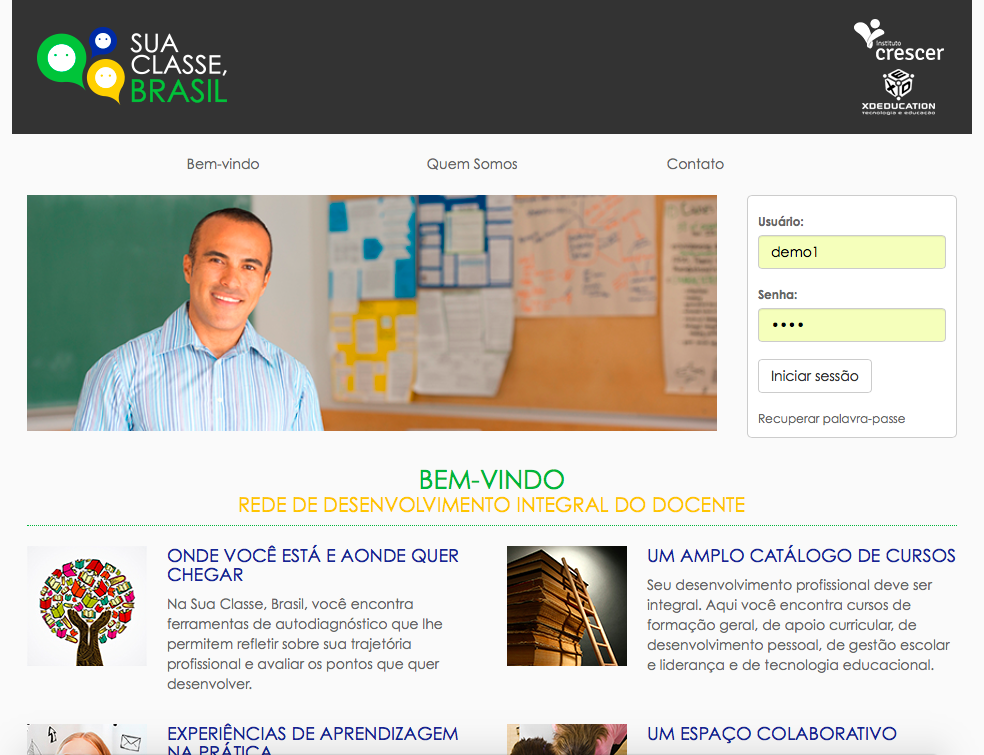 SUA
CLASSE,
BRASIL
instituto
crescer
XDEDUCATION
tecnologia e educação
Bem-vindo
Quem Somos
Contato
Usuário:
demo1
Senha:
••••
Iniciar sessão
Recuperar palavra-passe
BEM-VINDO
REDE DE DESENVOLVIMENTO INTEGRAL DO DOCENTE
ONDE VOCÊ ESTÁ E AONDE QUER
CHEGAR
Na Sua Classe, Brasil, você encontra
ferramentas de autodiagnóstico que lhe
permitem refletir sobre sua trajetória
profissional e avaliar os pontos que quer
desenvolver.
UM AMPLO CATÁLOGO DE CURSOS
Seu desenvolvimento profissional deve ser
integral. Aqui você encontra cursos de
formação geral, de apoio curricular, de
desenvolvimento pessoal, de gestão escolar
e liderança e de tecnologia educacional.
EXPERIÊNCIAS DE APRENDIZAGEM
NA PRÁTICA
UM ESPAÇO COLABORATIVO